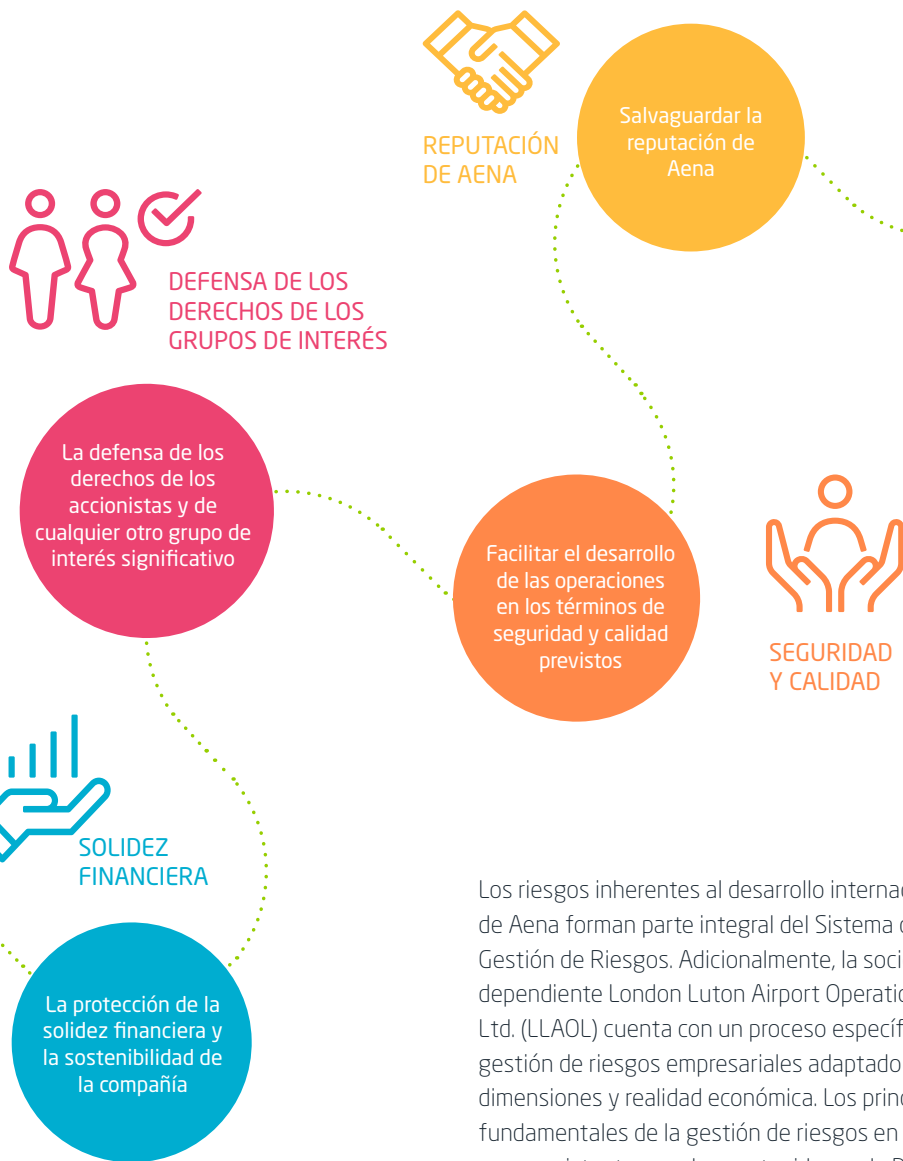 REPUTACIÓN
DE AENA
Salvaguardar la
reputación de
Aena
DEFENSA DE LOS
DERECHOS DE LOS
GRUPOS DE INTERÉS
La defensa de los
derechos de los
accionistas y de
cualquier otro grupo de
interés significativo
Facilitar el desarrollo
de las operaciones
en los términos de
seguridad y calidad
previstos
SEGURIDAD
Y CALIDAD
SOLIDEZ
FINANCIERA
La protección de la
solidez financiera y
la sostenibilidad de
la compañía
Los riesgos inherentes al desarrollo
de Aena forman parte integral del Sistema
Gestión de Riesgos. Adicionalmente, la
dependiente London Luton Airport
Ltd. (LLAOL) cuenta con un proceso
gestión de riesgos empresariales adaptado
dimensiones y realidad económica. Los
fundamentales de la gestión de riesgos en